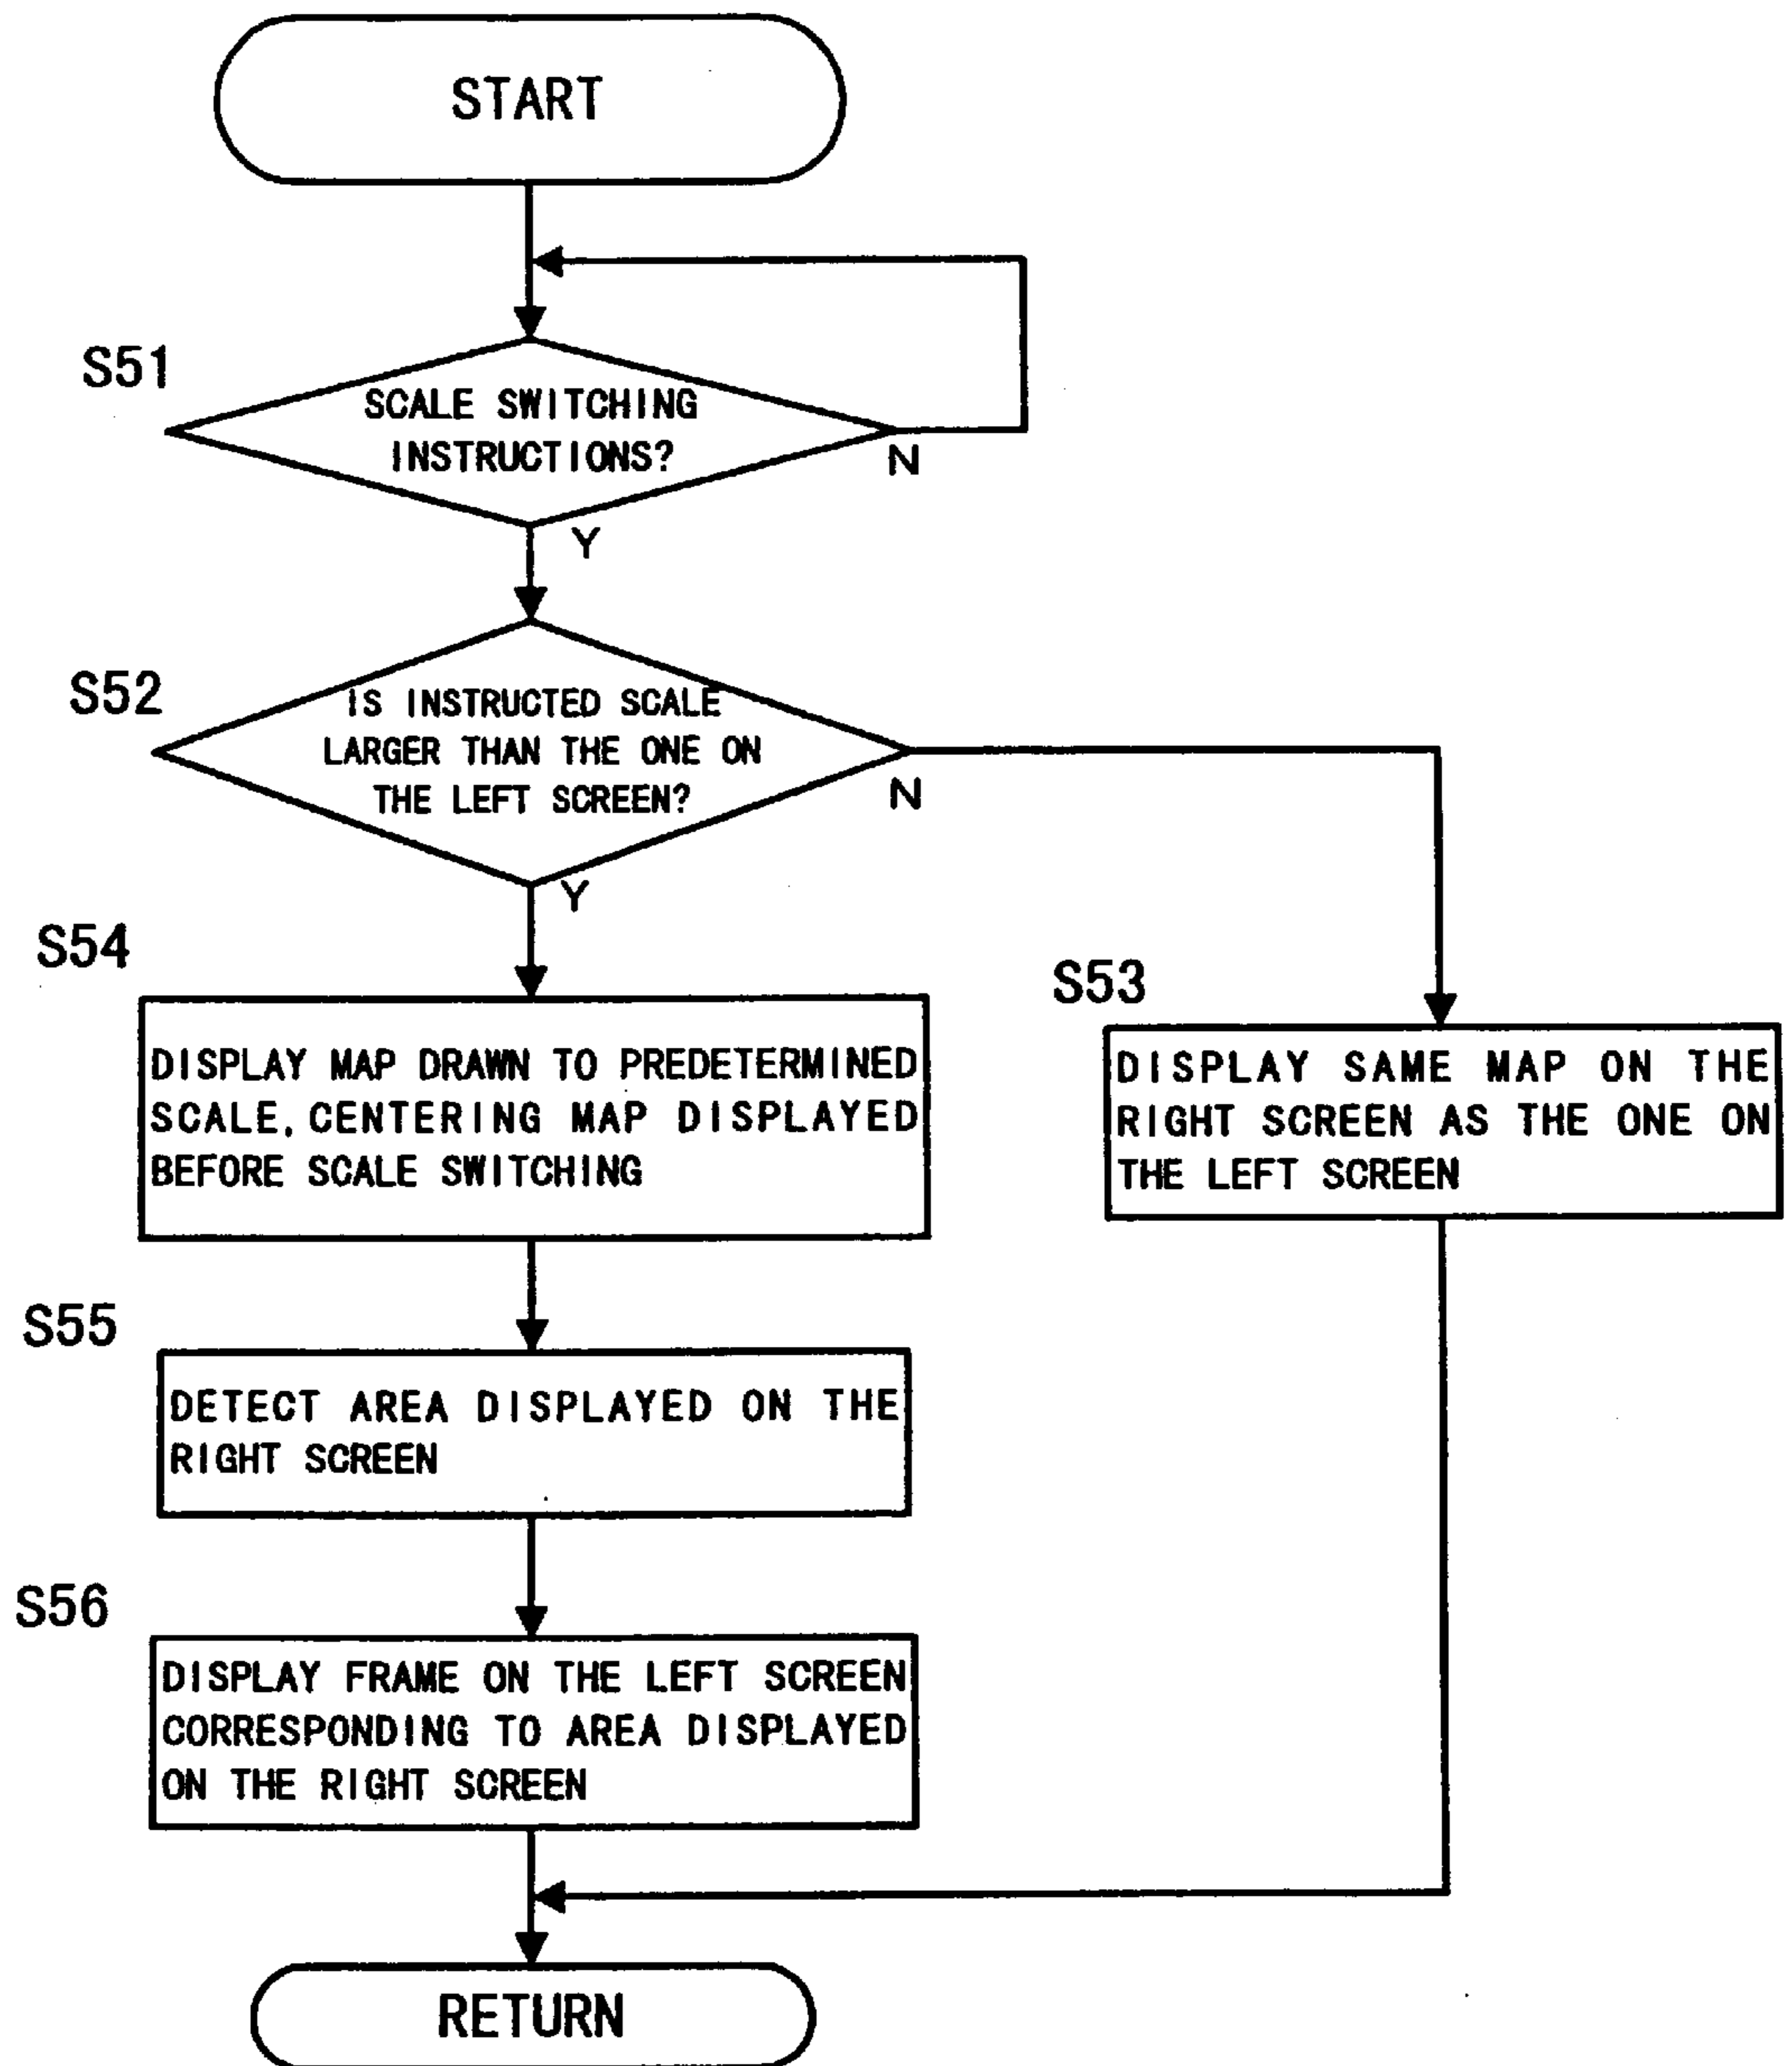 START
S51
SCALE SWITCHING
INSTRUCTIONS?
N
Y
S52
IS INSTRUCTED SCALE
LARGER THAN THE ONE ON
THE LEFT SCREEN?
N
Y
S54
DISPLAY MAP DRAWN TO PREDETERMINED
SCALE, CENTERING MAP DISPLAYED
BEFORE SCALE SWITCHING
S53
DISPLAY SAME MAP ON THE
RIGHT SCREEN AS THE ONE ON
THE LEFT SCREEN
S55
DETECT AREA DISPLAYED ON THE
RIGHT SCREEN
S56
DISPLAY FRAME ON THE LEFT SCREEN
CORRESPONDING TO AREA DISPLAYED
ON THE RIGHT SCREEN
RETURN